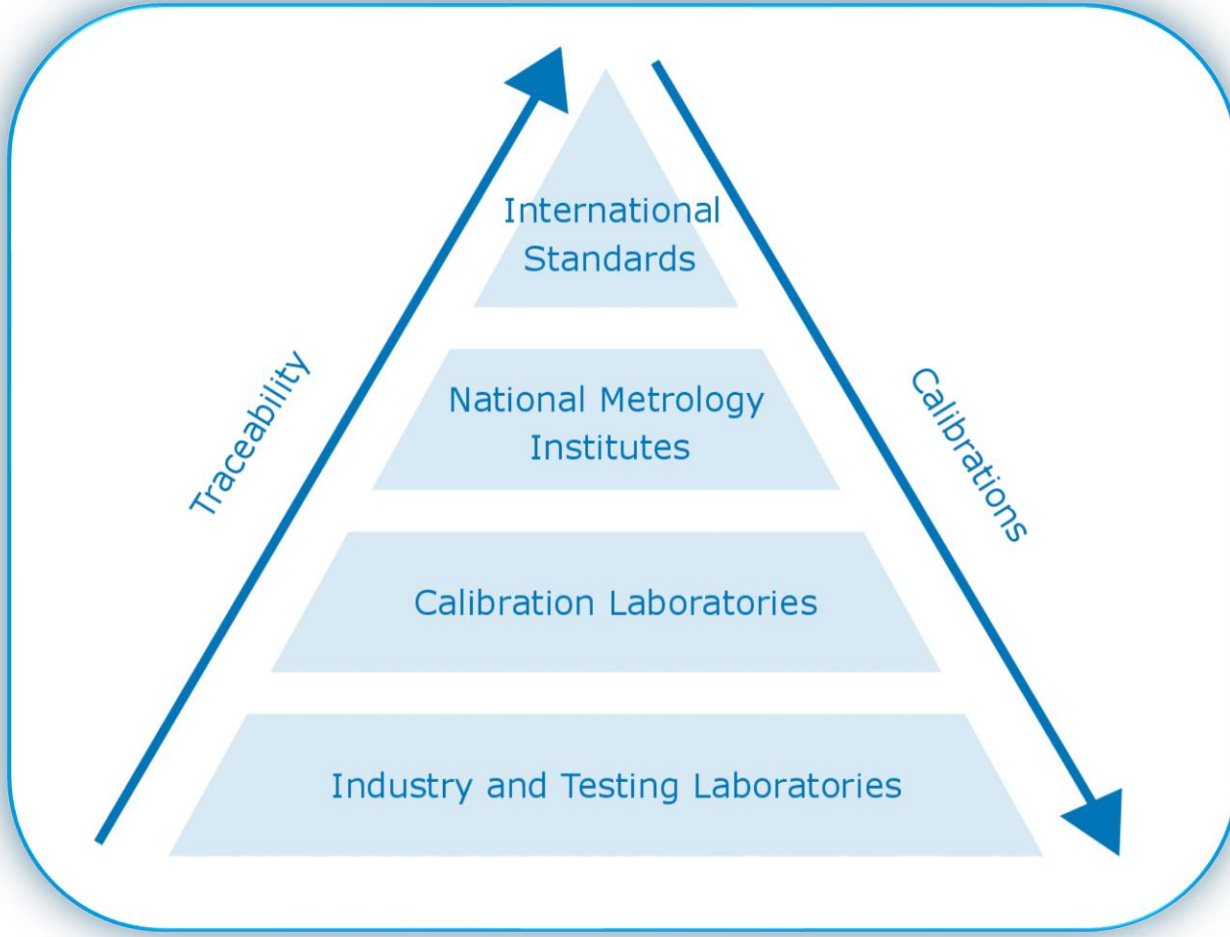 International
Standards
Traceability
National Metrology
Institutes
Calibrations
Calibration Laboratories
Industry and Testing Laboratories